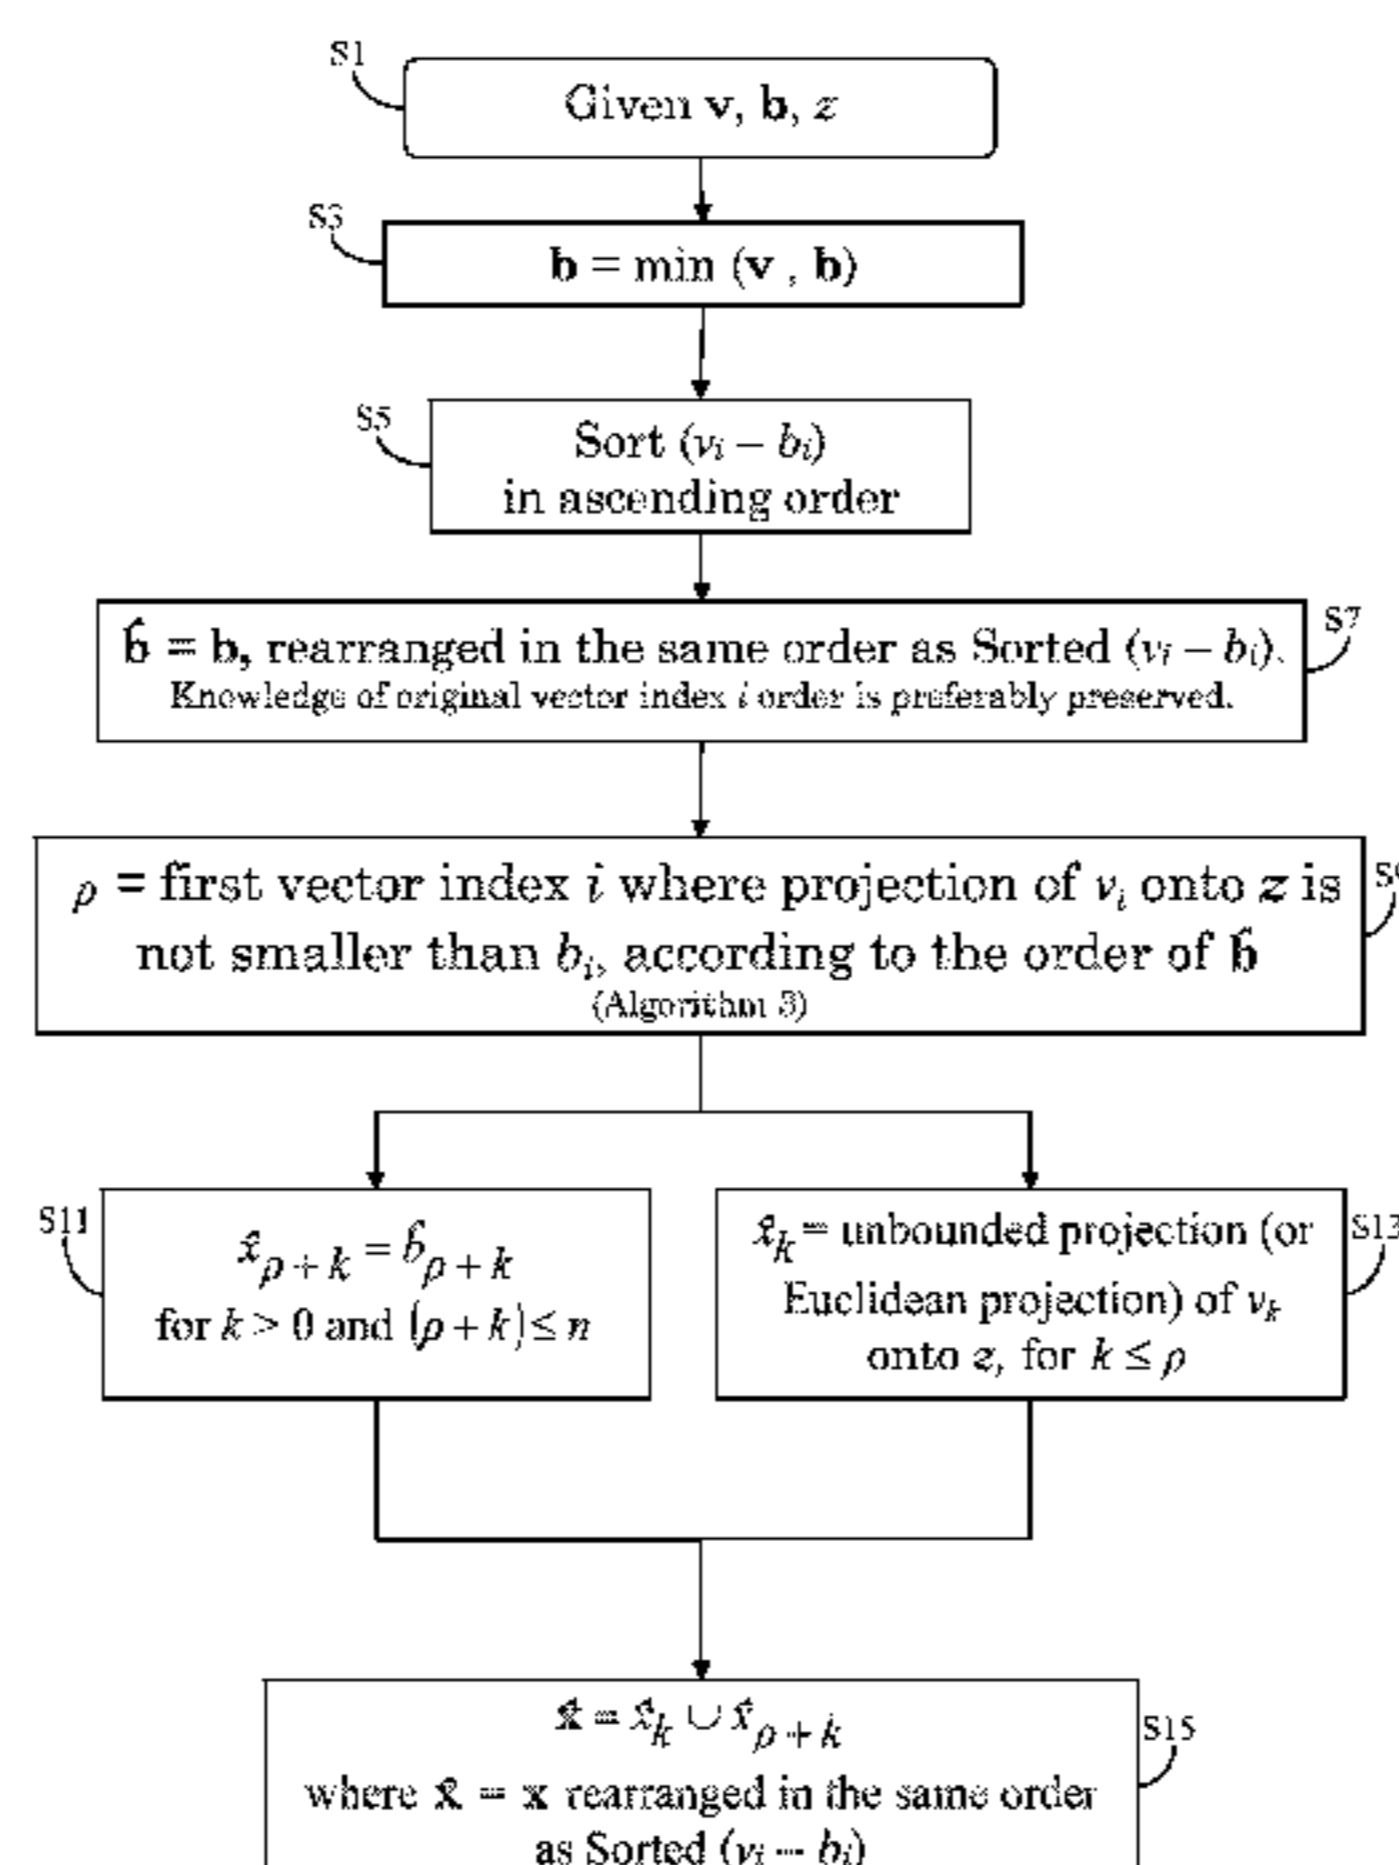 S1
Given v, b, z
S3
b = min (v , b)
S5
Sort (vᵢ – bᵢ)
in ascending order
S7
b́ = b, rearranged in the same order as Sorted (vᵢ – bᵢ).
Knowledge of original vector index i order is preferably preserved.
ρ = first vector index i where projection of vᵢ onto z is
not smaller than bᵢ, according to the order of b́
(Algorithm 3)
S11
x́ρ + k = b́ρ + k
for k > 0 and (ρ + k) ≤ n
S13
x́k = unbounded projection (or
Euclidean projection) of vk
onto z, for k ≤ ρ
S15
x́ = x́k ∪ x́ρ + k
where x́ = x rearranged in the same order
as Sorted (vᵢ – bᵢ)